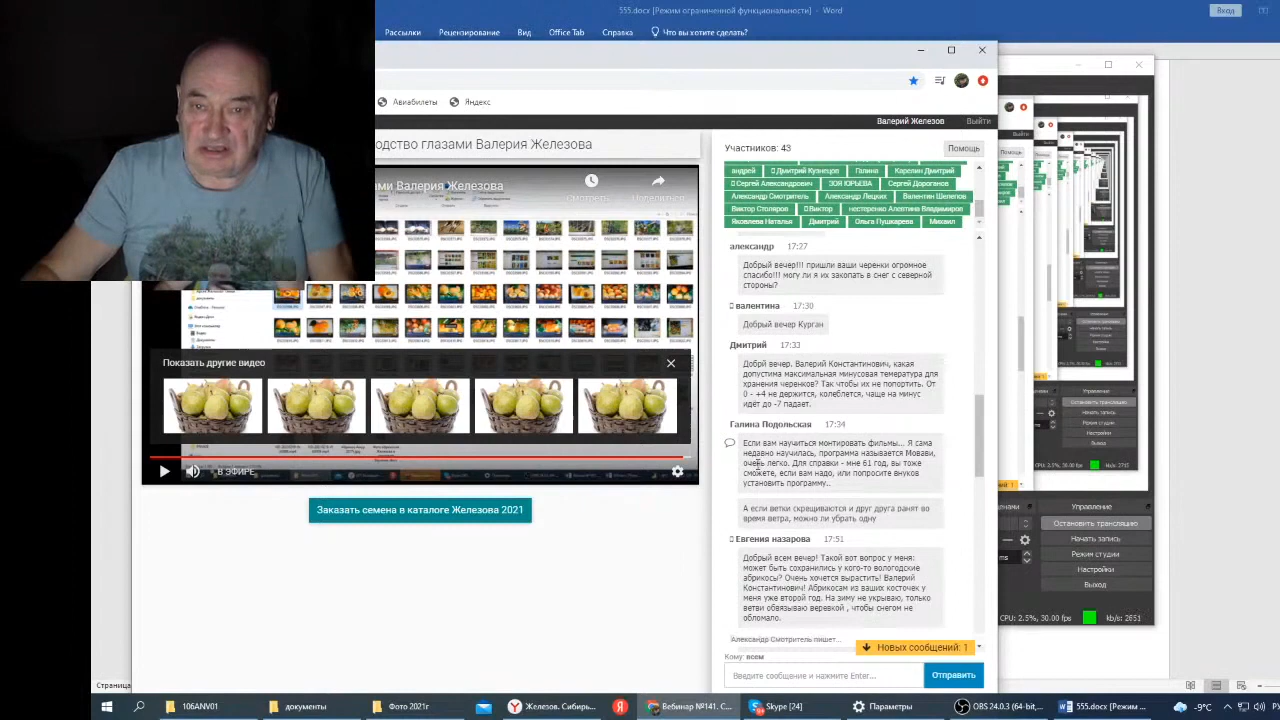 555.docx [Режим ограниченной функциональности] - Word
Вход
Рассылки Рецензирование Вид Office Tab Справка Что вы хотите сделать?
Авиабилеты Яндекс
Валерий Железов Выйти
одство глазами Валерия Железова
Участников: 43
Помощь
андрей Дмитрий Кузнецов Галина Карелин Дмитрий
Сергей Александрович ЗОЯ ЮРЬЕВА Сергей Дороганов
Александр Смотритель Александр Лецких Валентин Шепелов
Виктор Столяров Виктор нестеренко Алевтина Владимиров
Яковлева Наталья Дмитрий Ольга Пушкарева Михаил
ами Валерия Железова
александр 17:27
Добрый вечер!!! пришли ваши черенки огромное
спасибо!!! могу ли я их закопать в снег с северной
стороны?
валентина 17:30
Добрый вечер Курган
Дмитрий 17:33
Добрй вечер. Валерий Константинович, какая
допустима максимальная минусовая темература для
хранения черенков? Так чтобы их не попортить. От
0 - +4 не держится, колеблется, чаще на минус
идёт до -7 падает.
Галина Подольская 17:34
Если вам научиться монтировать фильмы... Я сама
недавно научилась, программа называется Мовави,
очень легко. Для справки - мне 61 год, вы тоже
сможете, если вам надо, или попросите внуков
установить программу..
А если ветки скрещиваются и друг друга ранят во
время ветра, можно ли убрать одну
Евгения назарова 17:51
Добрый всем вечер! Такой вот вопрос у меня:
может быть сохранились у кого-то вологодские
абрикосы? Очень хочется вырастить! Валерий
Константинович! Абрикосам из ваших косточек у
меня уже второй год. На зиму не укрываю, только
ветви обвязываю веревкой , чтобы снегом не
обломало.
Александр Смотритель пишет...
Новых сообщений: 1
Кому: всем
Введите сообщение и нажмите Enter...
Отправить
Показать другие видео
В ЭФИРЕ
Заказать семена в каталоге Железова 2021
Управление
Остановить трансляцию
Начать запись
Режим студии
Настройки
Выход
CPU: 2.5%, 30.00 fps kb/s: 2651
Страница
106ANV01 документы Фото 2021г Железов. Сибирь... Вебинар №141. С... Skype [24] Параметры OBS 24.0.3 (64-bit,... 555.docx [Режим ... -9°C